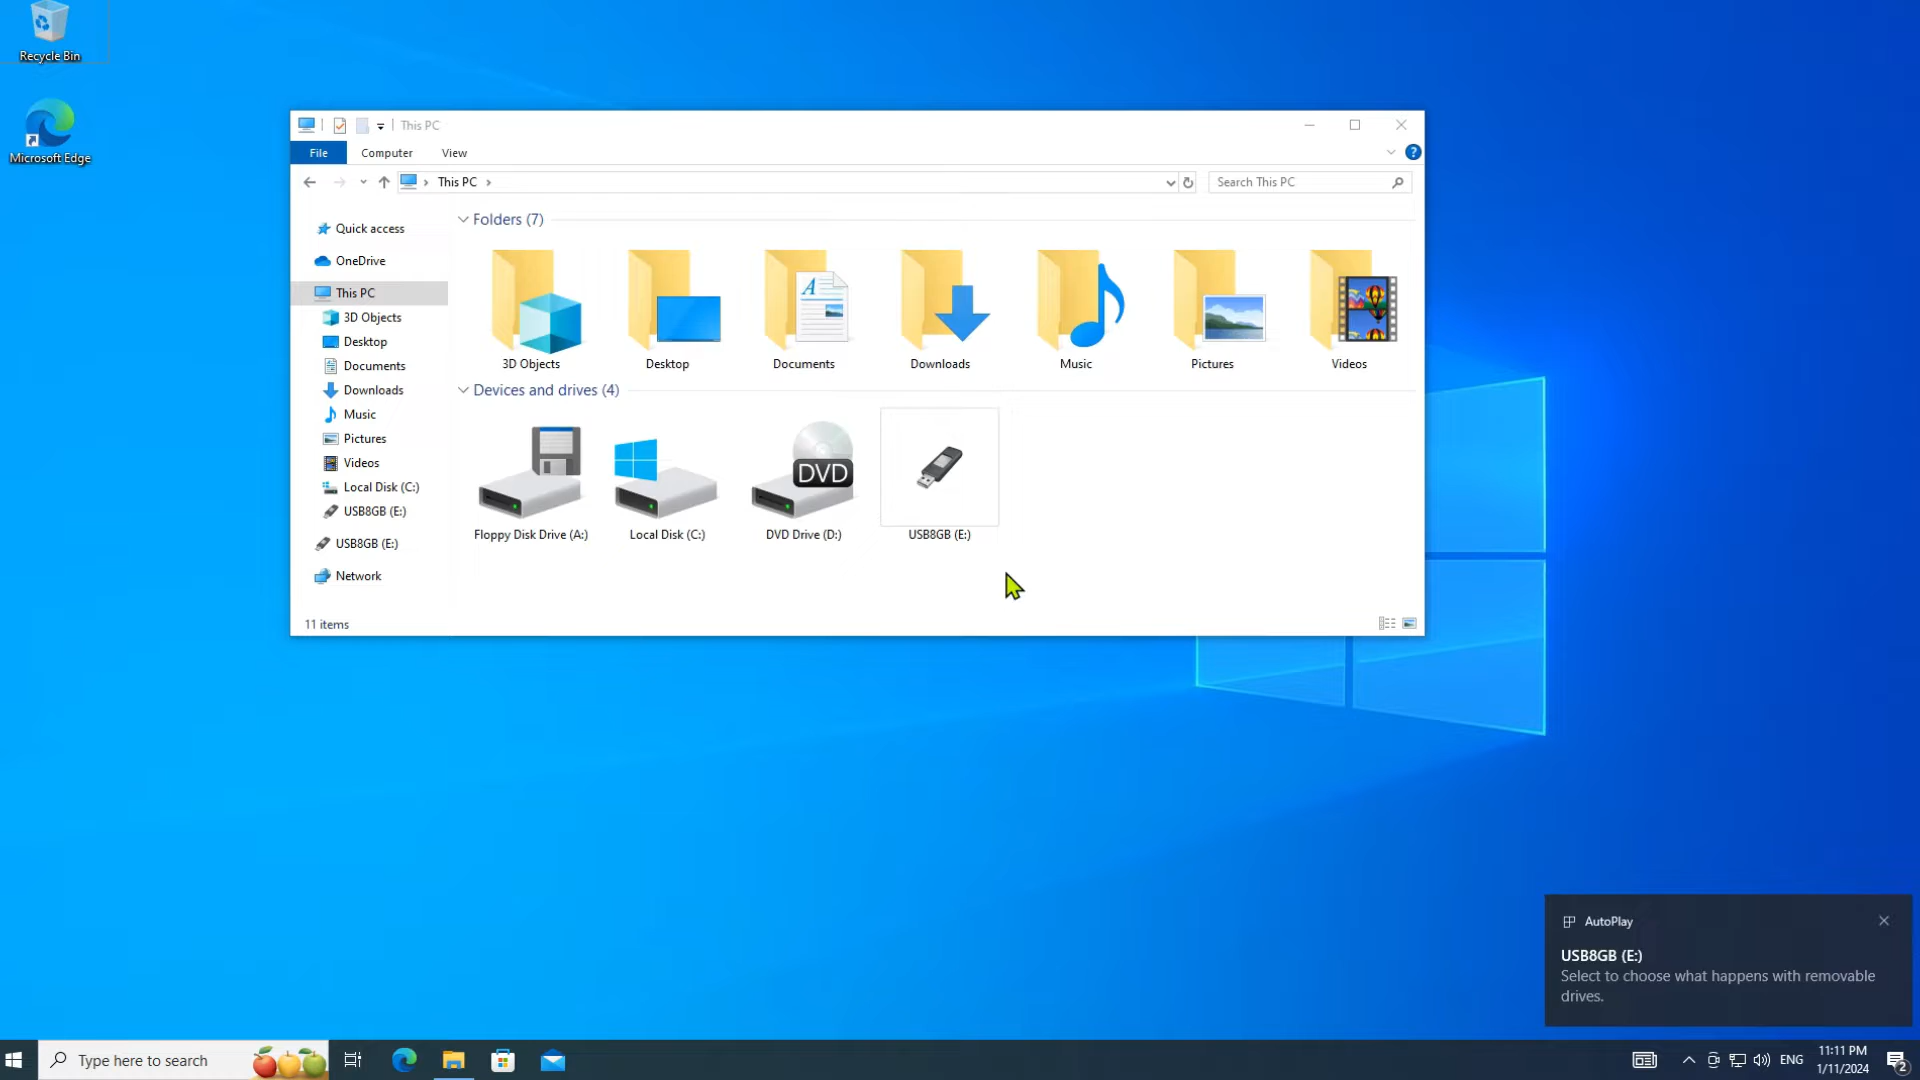 Recycle Bin
Microsoft Edge
This PC
File Computer View
This PC
Search This PC
Quick access
OneDrive
This PC
3D Objects
Desktop
Documents
Downloads
Music
Pictures
Videos
Local Disk (C:)
USB8GB (E:)
USB8GB (E:)
Network
Folders (7)
3D Objects Desktop Documents Downloads Music Pictures Videos
Devices and drives (4)
DVD
Floppy Disk Drive (A:) Local Disk (C:) DVD Drive (D:) USB8GB (E:)
11 items
AutoPlay
USB8GB (E:)
Select to choose what happens with removable
drives.
Type here to search
ENG
11:11 PM
1/11/2024
2